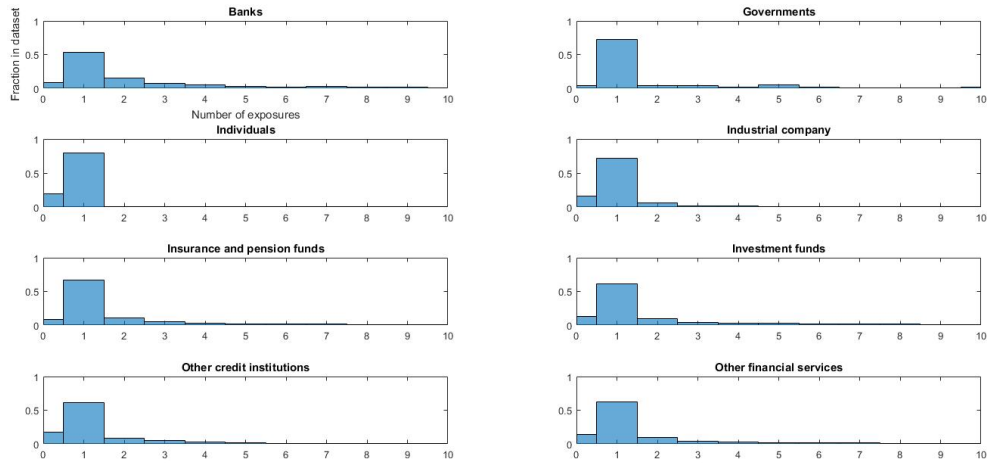 Banks
Fraction in dataset
1
0.5
0
0 1 2 3 4 5 6 7 8 9 10
Number of exposures
Governments
1
0.5
0
0 1 2 3 4 5 6 7 8 9 10
Individuals
1
0.5
0
0 1 2 3 4 5 6 7 8 9 10
Industrial company
1
0.5
0
0 1 2 3 4 5 6 7 8 9 10
Insurance and pension funds
1
0.5
0
0 1 2 3 4 5 6 7 8 9 10
Investment funds
1
0.5
0
0 1 2 3 4 5 6 7 8 9 10
Other credit institutions
1
0.5
0
0 1 2 3 4 5 6 7 8 9 10
Other financial services
1
0.5
0
0 1 2 3 4 5 6 7 8 9 10